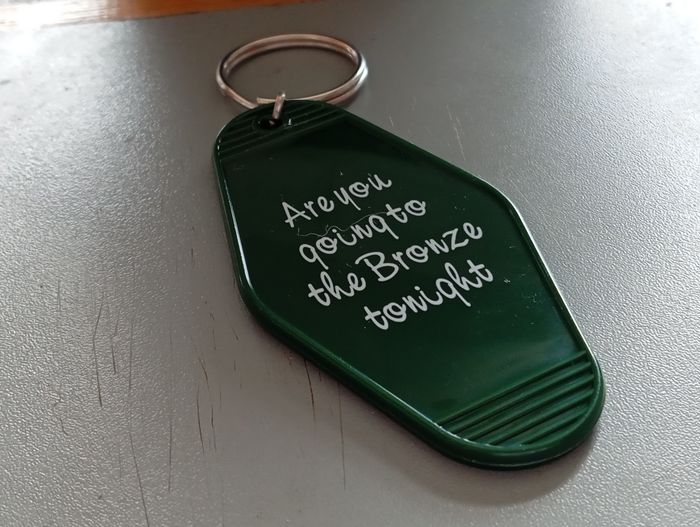 Are you
going to
the Bronze
tonight